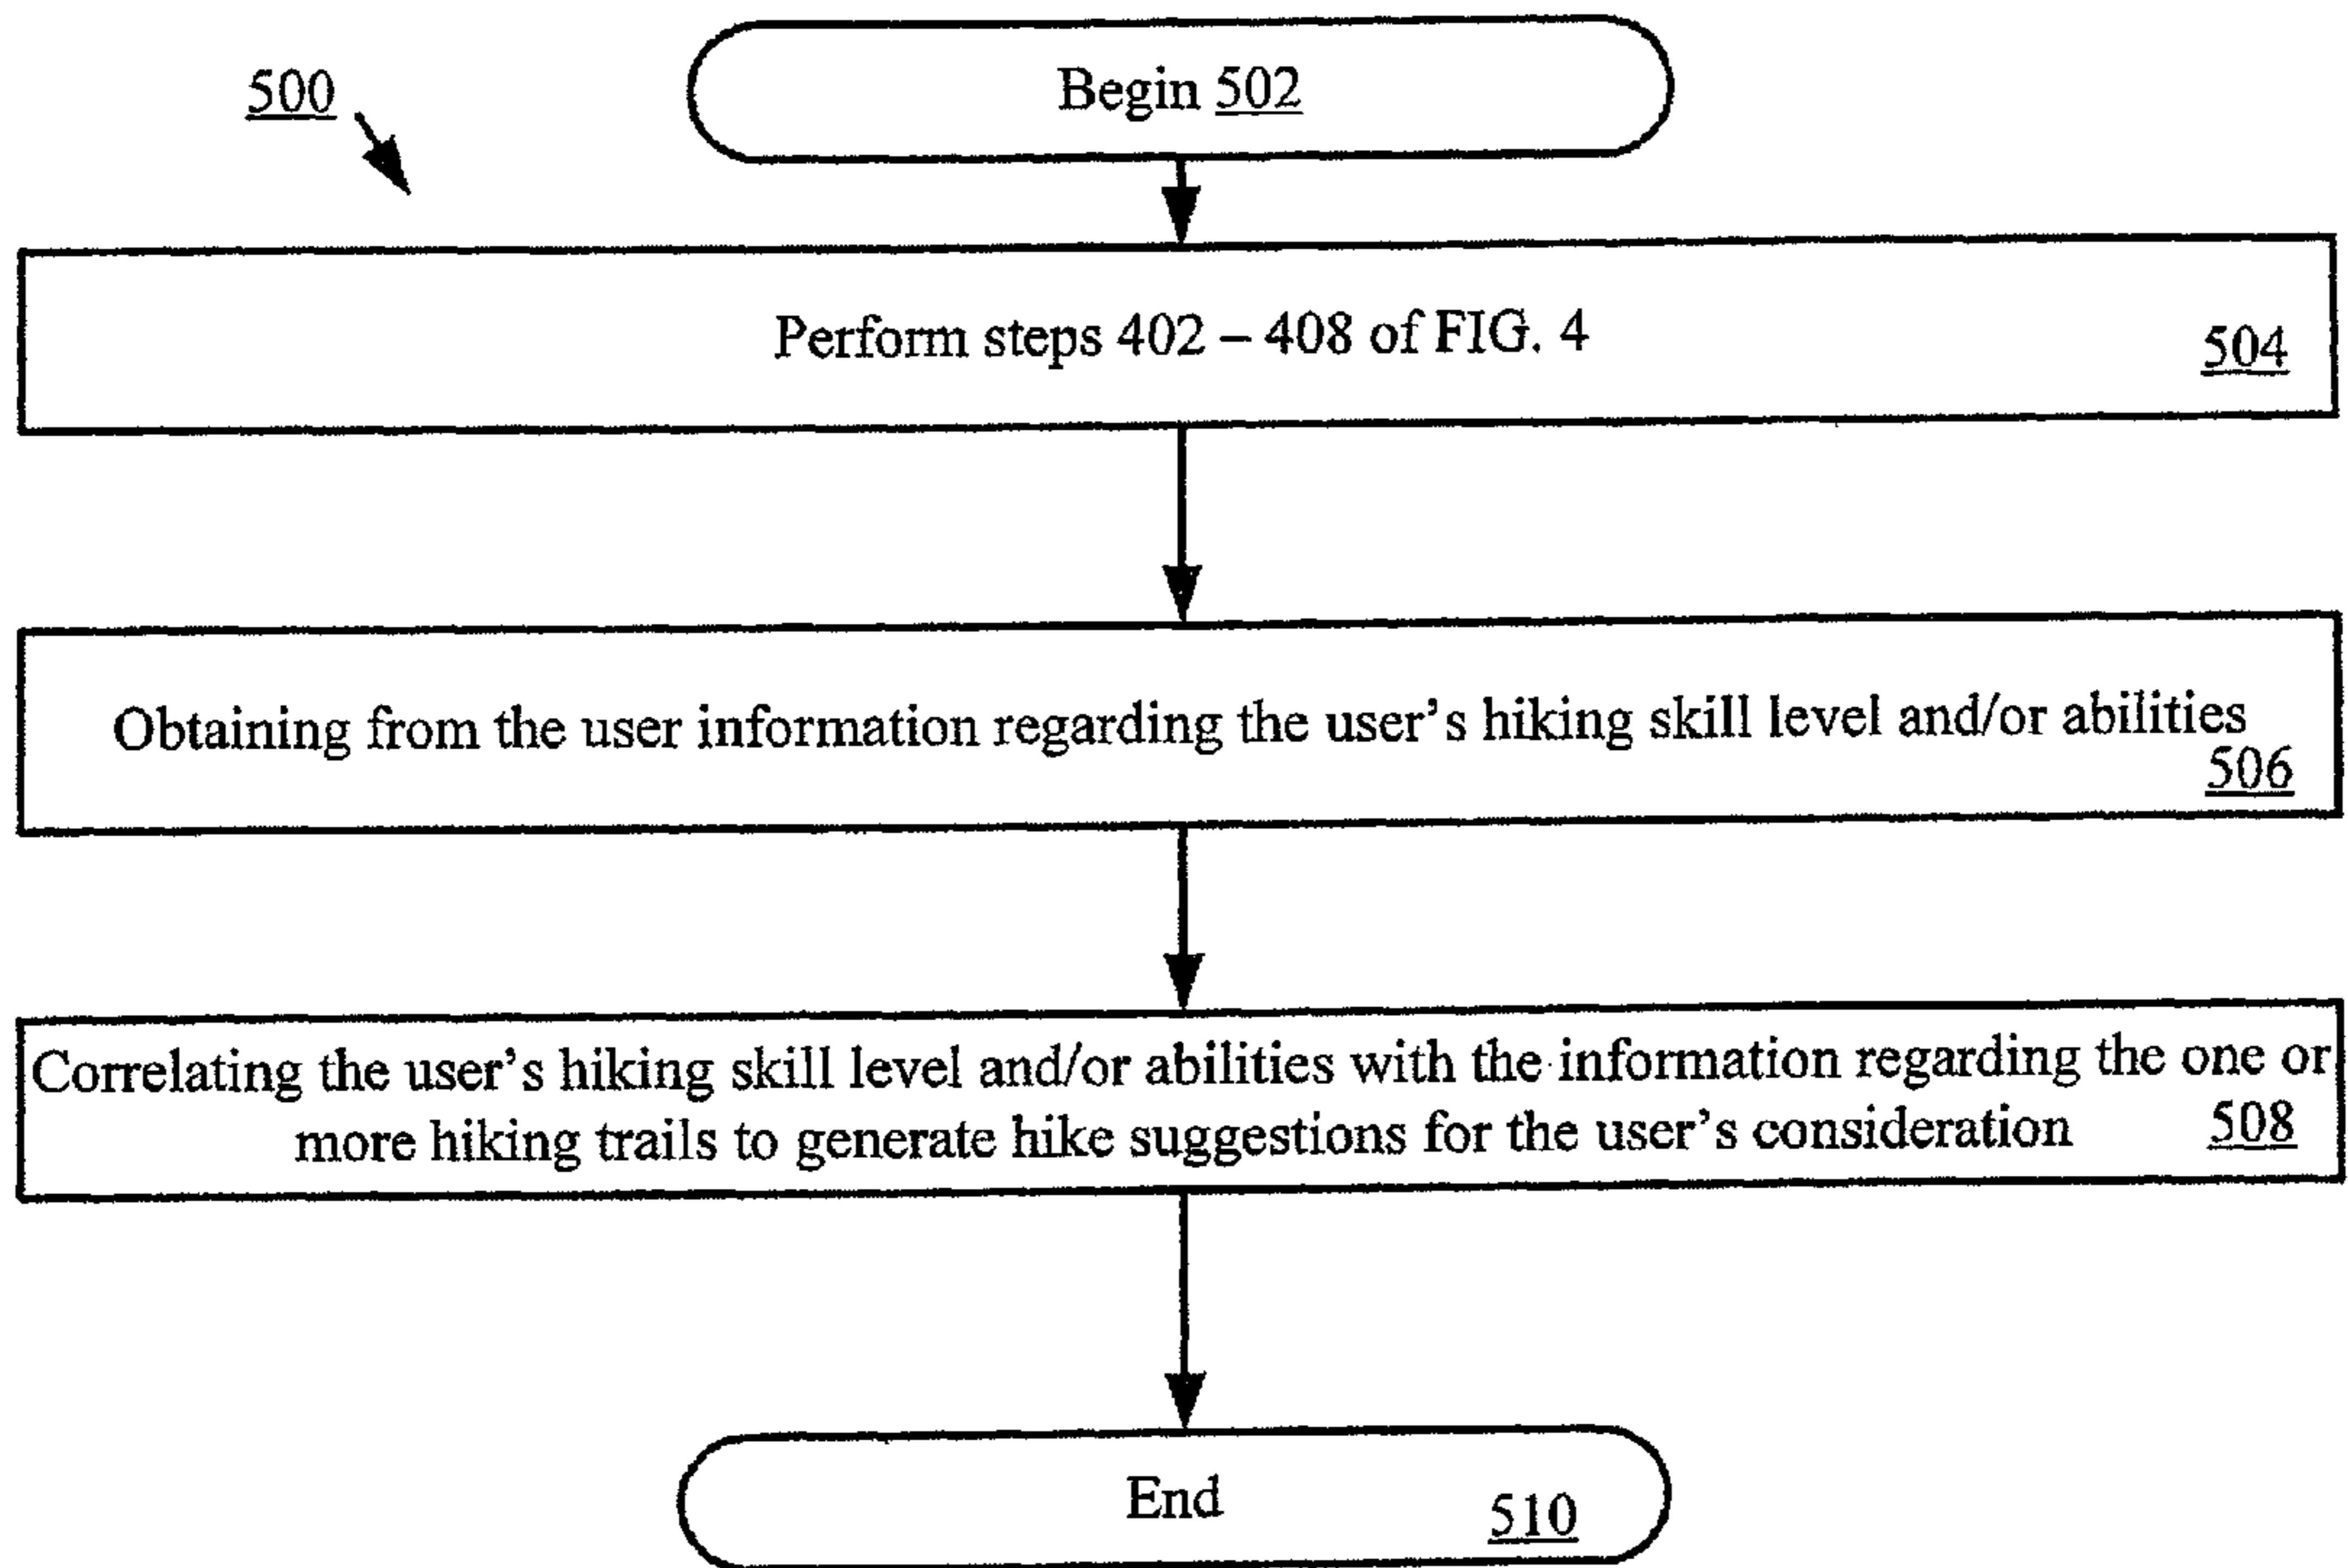 500
Begin 502
Perform steps 402 – 408 of FIG. 4
504
Obtaining from the user information regarding the user's hiking skill level and/or abilities
506
Correlating the user's hiking skill level and/or abilities with the information regarding the one or
more hiking trails to generate hike suggestions for the user's consideration 508
End 510